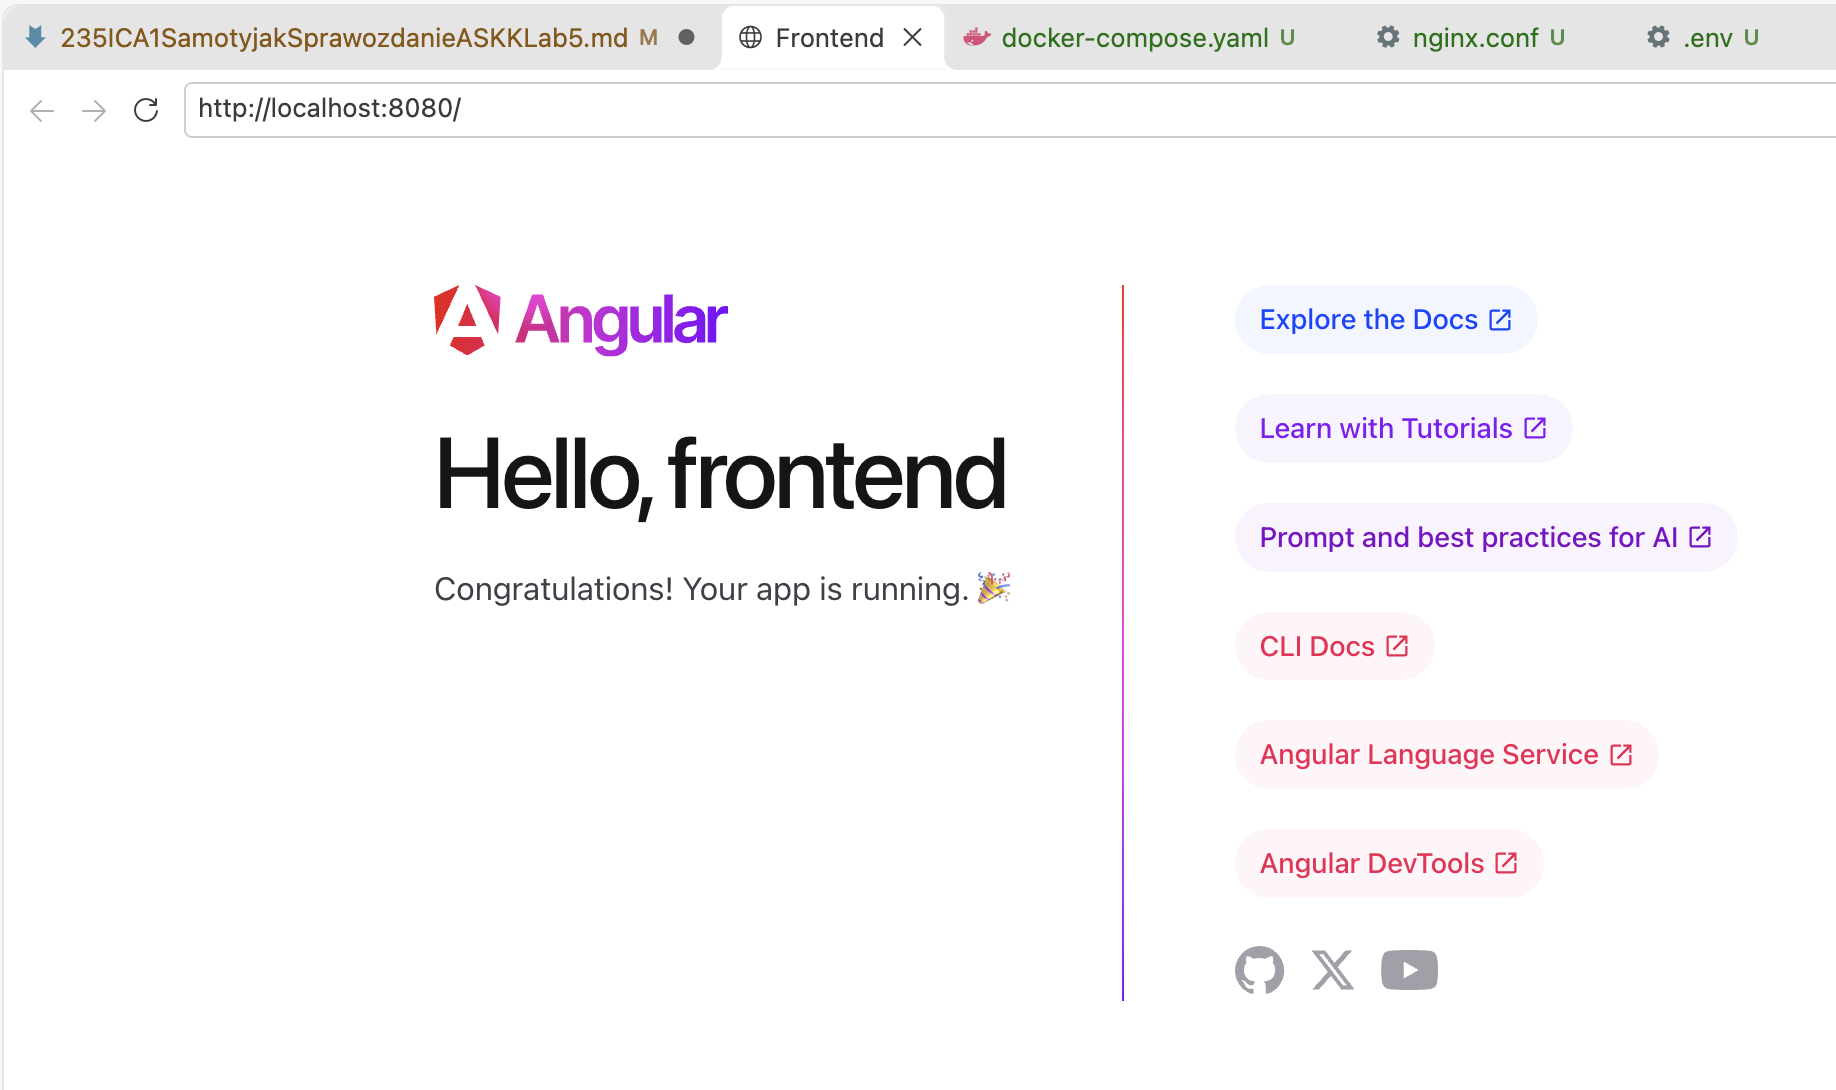 235ICA1SamotyjakSprawozdanieASKKLab5.md M
Frontend
docker-compose.yaml U
nginx.conf U
.env U
http://localhost:8080/
Angular
Hello, frontend
Congratulations! Your app is running. 🎉
Explore the Docs
Learn with Tutorials
Prompt and best practices for AI
CLI Docs
Angular Language Service
Angular DevTools